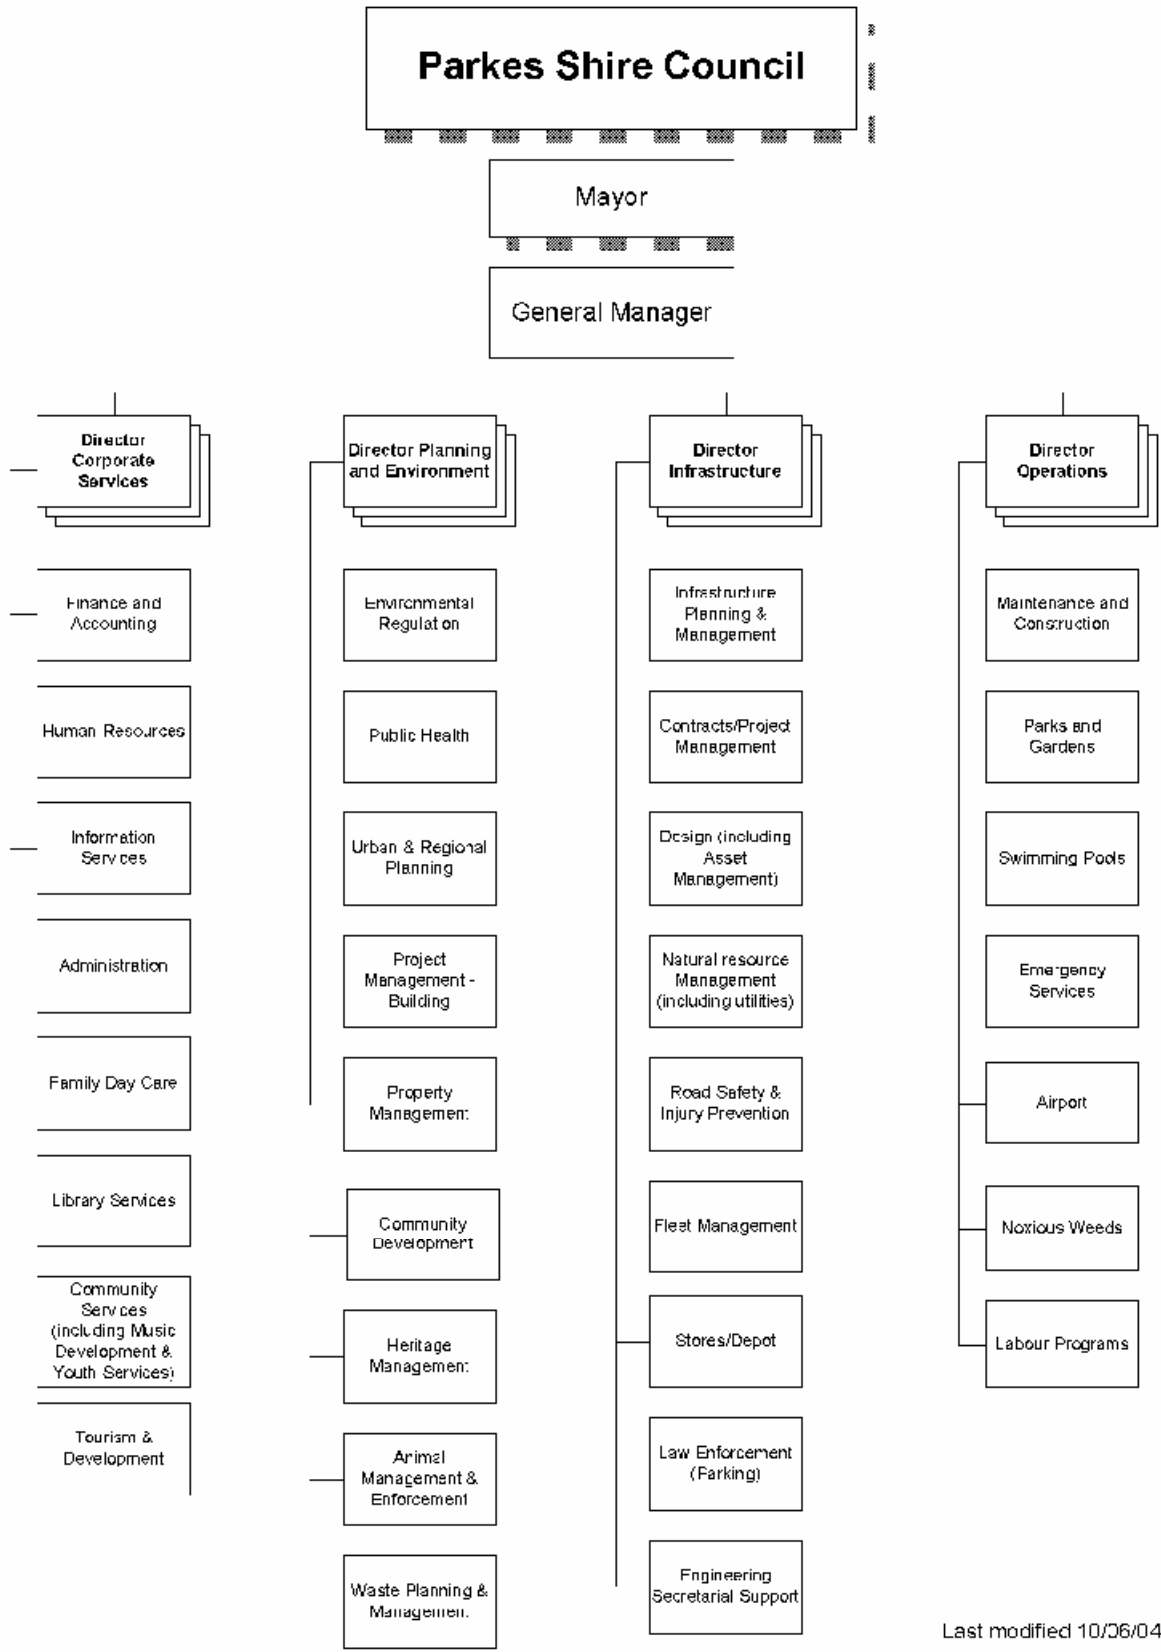 Parkes Shire Council
Mayor
General Manager
Director
Corporate
Services
Finance and
Accounting
Human Resources
Information
Services
Administration
Family Day Care
Library Services
Community
Services
(including Music
Development &
Youth Services)
Tourism &
Development
Director Planning
and Environment
Environmental
Regulation
Public Health
Urban & Regional
Planning
Project
Management -
Building
Property
Management
Community
Development
Heritage
Management
Animal
Management &
Enforcement
Waste Planning &
Management
Director
Infrastructure
Infrastructure
Planning &
Management
Contracts/Project
Management
Design (including
Asset
Management)
Natural resource
Management
(including utilities)
Road Safety &
Injury Prevention
Fleet Management
Stores/Depot
Law Enforcement
(Parking)
Engineering
Secretarial Support
Director
Operations
Maintenance and
Construction
Parks and
Gardens
Swimming Pools
Emergency
Services
Airport
Noxious Weeds
Labour Programs
Last modified 10/06/04